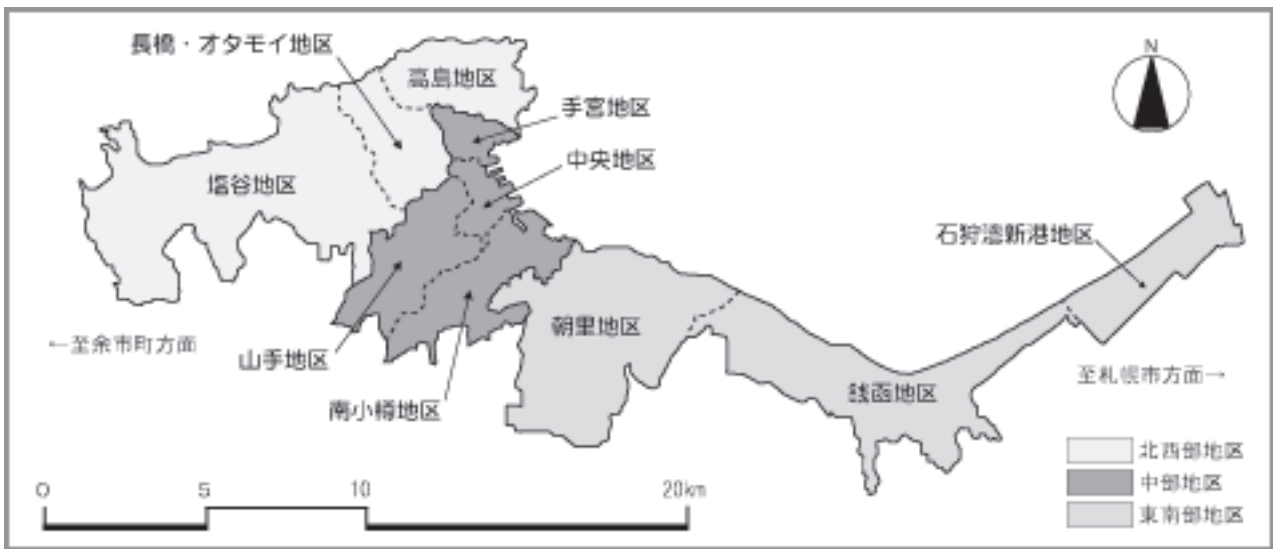 長橋・オタモイ地区
高島地区
N
手宮地区
中央地区
塩谷地区
石狩湾新港地区
朝里地区
←至余市町方面
山手地区
至札幌市方面→
銭函地区
南小樽地区
北西部地区
中部地区
東南部地区
0 5 10 20km